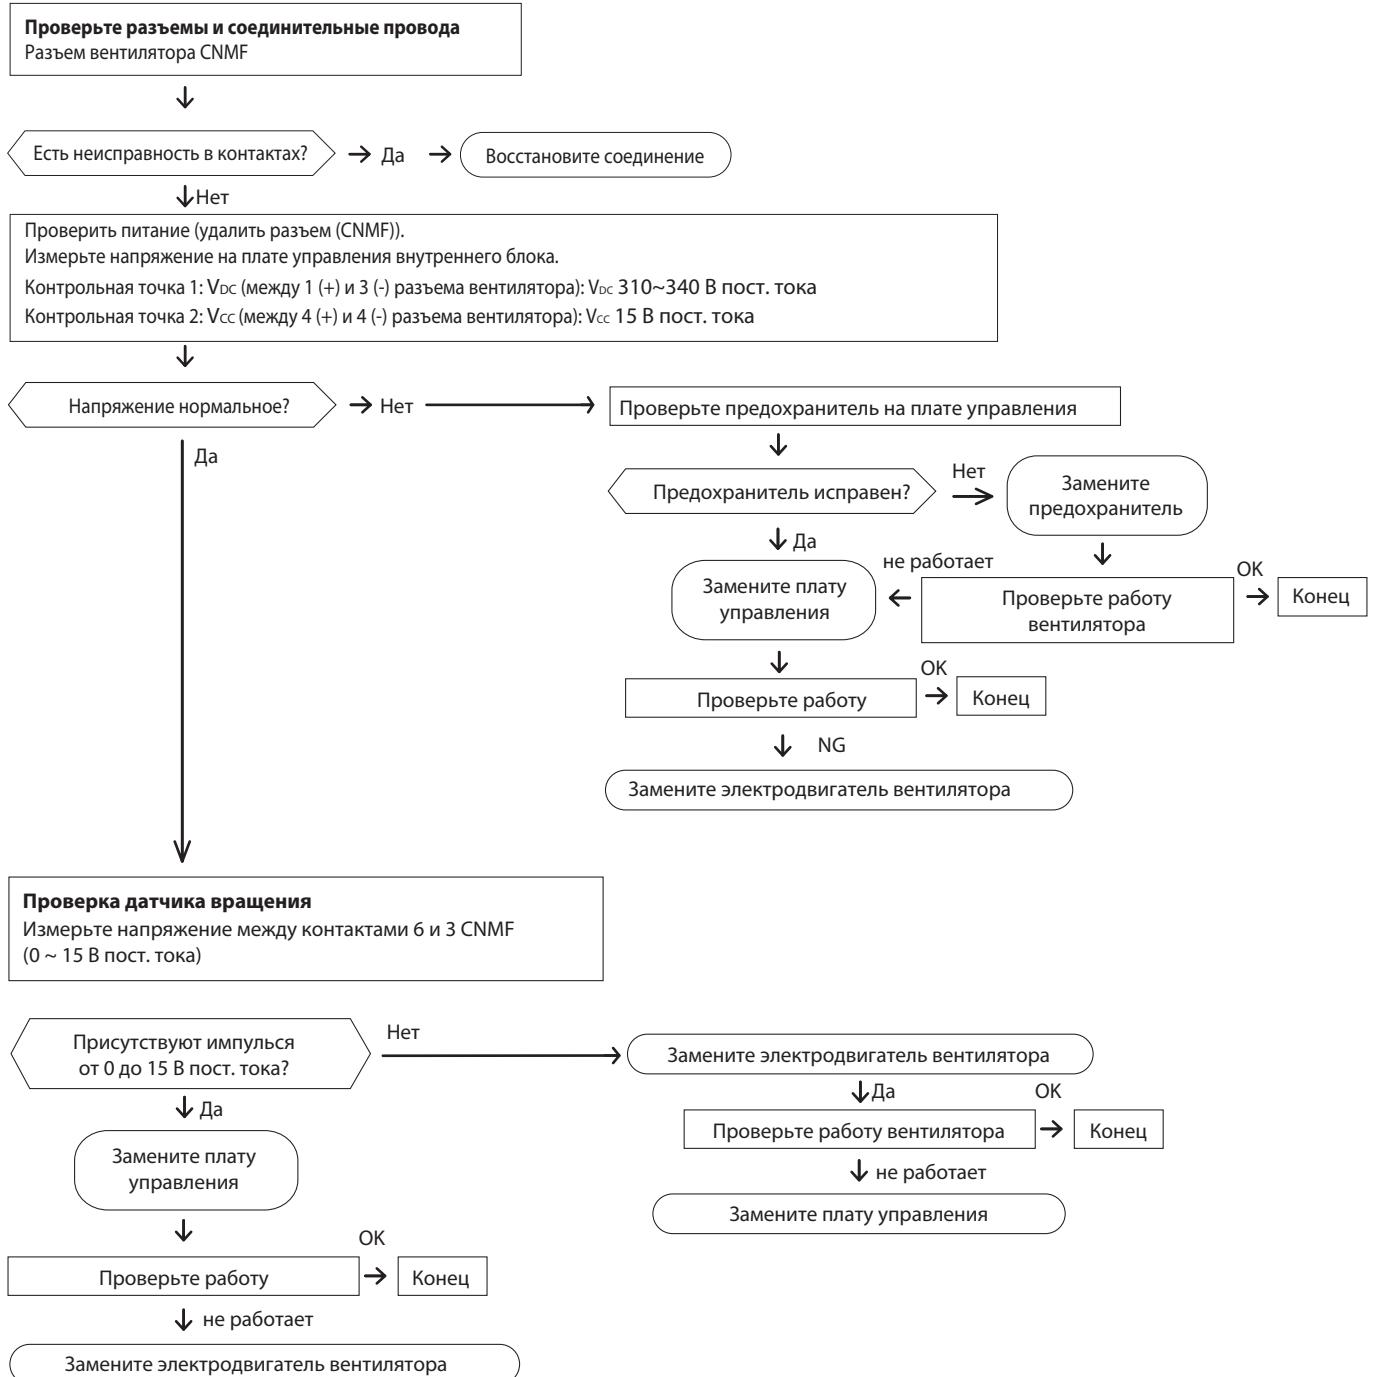 Проверьте разъемы и соединительные провода
Разъем вентилятора CNMF
Есть неисправность в контактах?
Да
Восстановите соединение
Нет
Проверить питание (удалить разъем (CNMF)).
Измерьте напряжение на плате управления внутреннего блока.
Контрольная точка 1: VDC (между 1 (+) и 3 (-) разъема вентилятора): VDC 310~340 В пост. тока
Контрольная точка 2: VCC (между 4 (+) и 4 (-) разъема вентилятора): VCC 15 В пост. тока
Напряжение нормальное?
Нет
Проверьте предохранитель на плате управления
Да
Предохранитель исправен?
Нет
Замените
предохранитель
Да
не работает
Замените плату
управления
Проверьте работу
вентилятора
OK
Конец
Проверьте работу
OK
Конец
NG
Замените электродвигатель вентилятора
Проверка датчика вращения
Измерьте напряжение между контактами 6 и 3 CNMF
(0 ~ 15 В пост. тока)
Присутствуют импулься
от 0 до 15 В пост. тока?
Нет
Замените электродвигатель вентилятора
Да
OK
Проверьте работу вентилятора
Конец
не работает
Замените плату управления
Да
Замените плату
управления
OK
Проверьте работу
Конец
не работает
Замените электродвигатель вентилятора